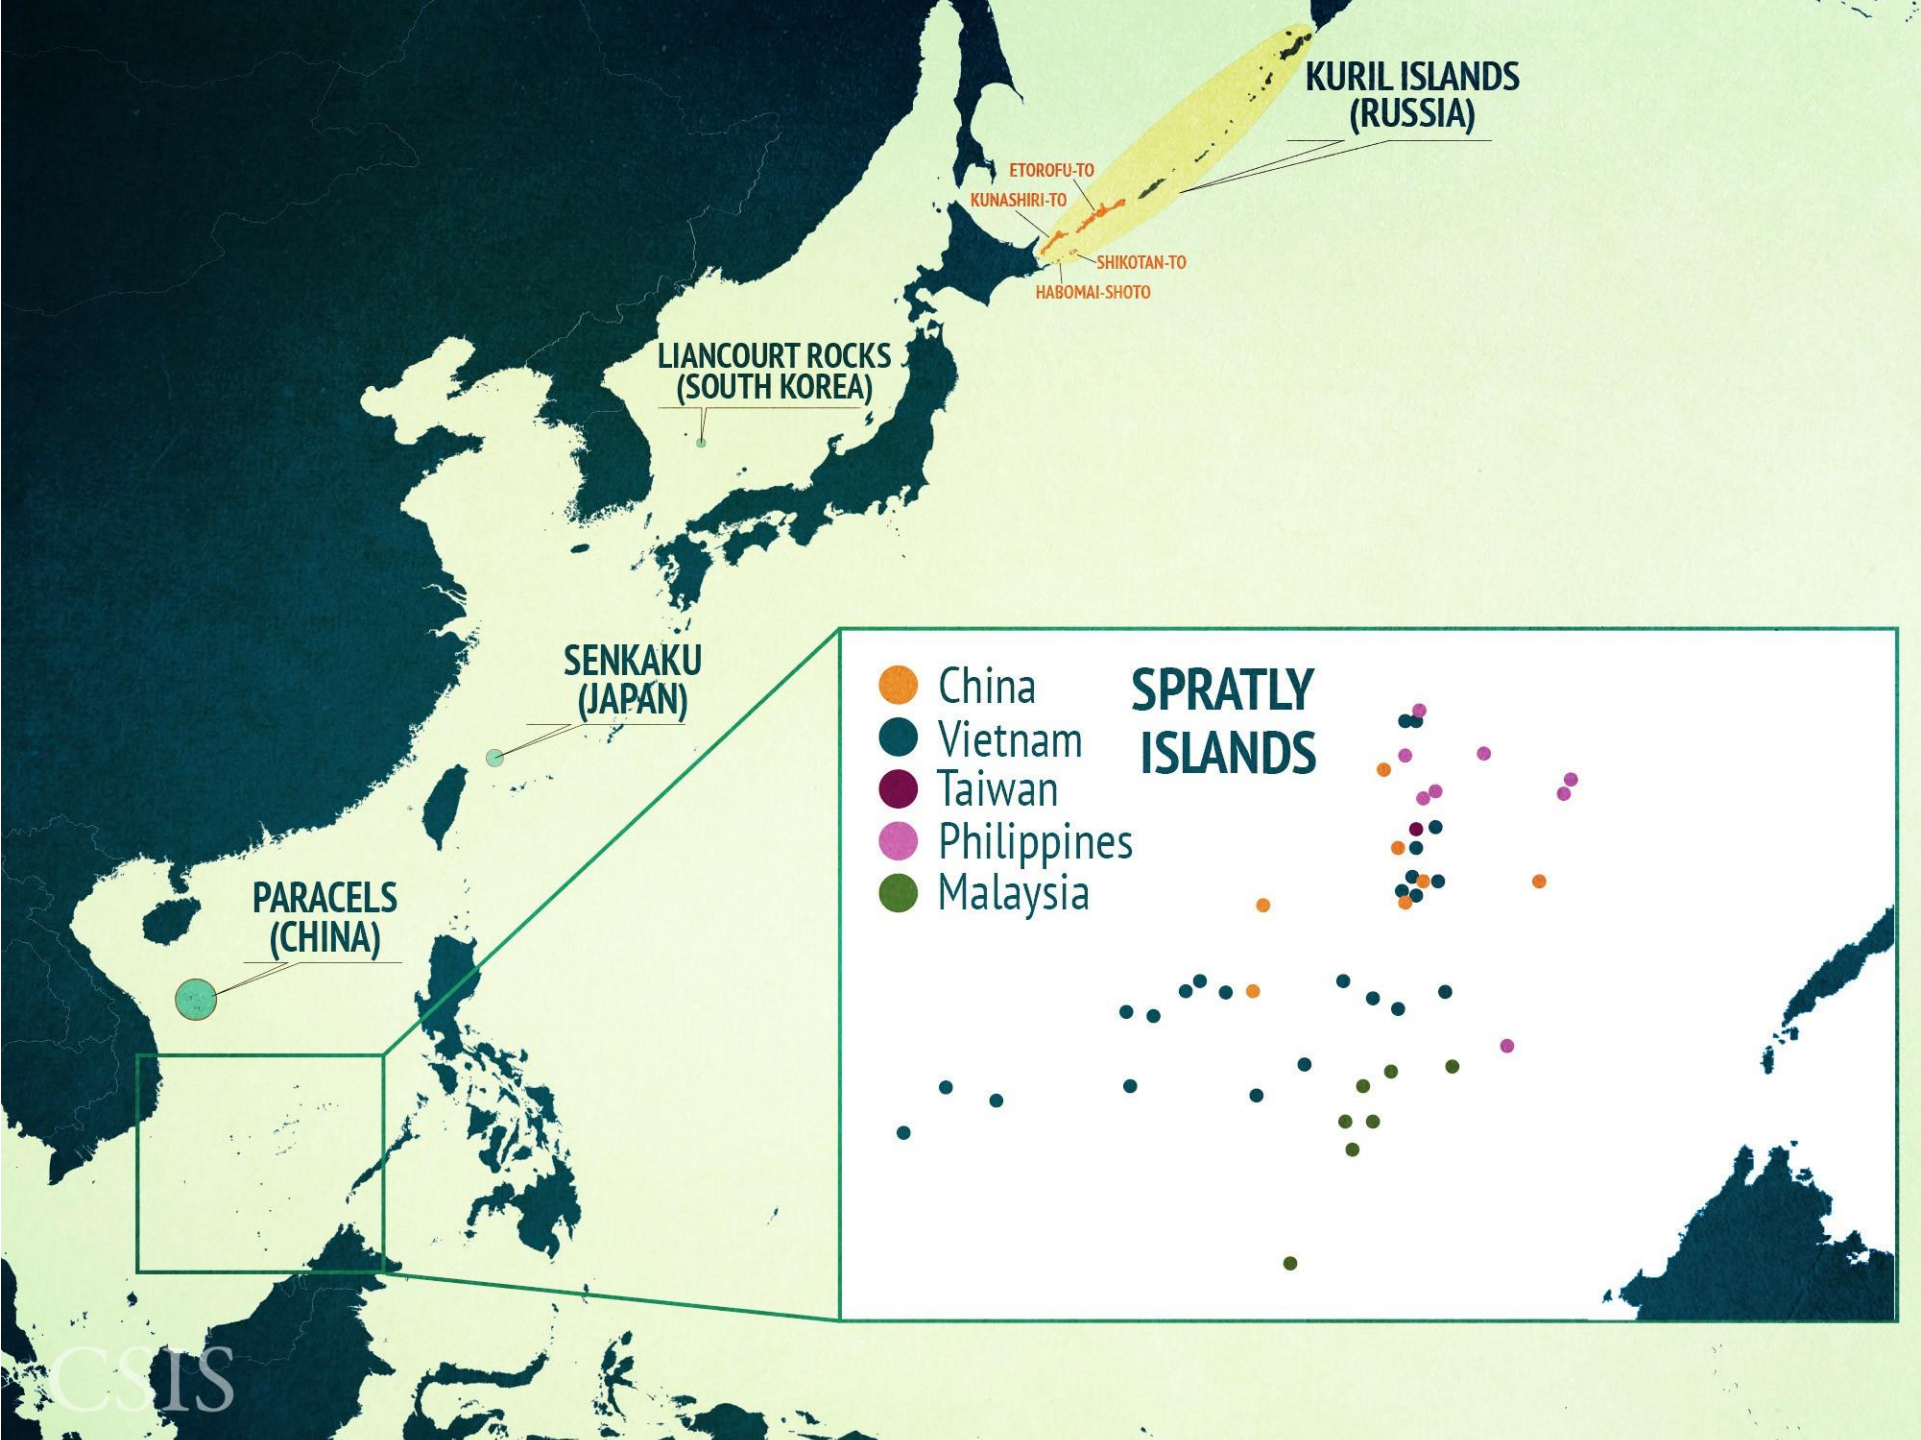 KURIL ISLANDS
(RUSSIA)
ETOROFU-TO
KUNASHIRI-TO
SHIKOTAN-TO
HABOMAI-SHOTO
LIANCOURT ROCKS
(SOUTH KOREA)
SENKAKU
(JAPAN)
PARACELS
(CHINA)
SPRATLY
ISLANDS
China
Vietnam
Taiwan
Philippines
Malaysia
CSIS